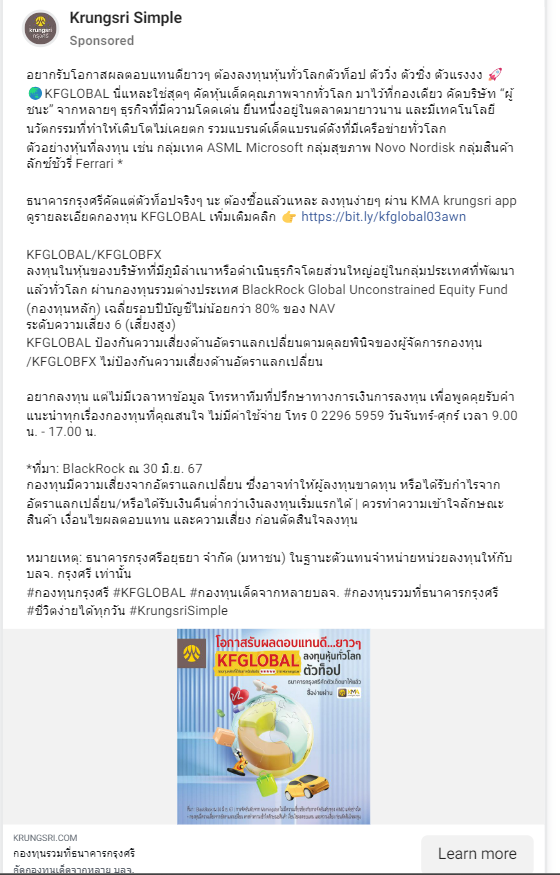 Krungsri Simple
Sponsored
krungsri
กรุงศรี
อยากรับโอกาสผลตอบแทนดียาวๆ ต้องลงทุนหุ้นทั่วโลกตัวท็อป ตัววิ่ง ตัวซิ่ง ตัวแรงงง 🚀
🌏KFGLOBAL นี่แหละใช่สุดๆ คัดหุ้นเด็ดคุณภาพจากทั่วโลก มาไว้ที่กองเดียว คัดบริษัท “ผู้
ชนะ” จากหลายๆ ธุรกิจที่มีความโดดเด่น ยืนหนึ่งอยู่ในตลาดมายาวนาน และมีเทคโนโลยี
นวัตกรรมที่ทำให้เติบโตไม่เคยตก รวมแบรนด์เด็ดแบรนด์ดังที่มีเครือข่ายทั่วโลก
ตัวอย่างหุ้นที่ลงทุน เช่น กลุ่มเทค ASML Microsoft กลุ่มสุขภาพ Novo Nordisk กลุ่มสินค้า
ลักซ์ชัวรี่ Ferrari *
ธนาคารกรุงศรีคัดแต่ตัวท็อปจริงๆ นะ ต้องซื้อแล้วแหละ ลงทุนง่ายๆ ผ่าน KMA krungsri app
ดูรายละเอียดกองทุน KFGLOBAL เพิ่มเติมคลิก 👉 https://bit.ly/kfglobal03awn
KFGLOBAL/KFGLOBFX
ลงทุนในหุ้นของบริษัทที่มีภูมิลำเนาหรือดำเนินธุรกิจโดยส่วนใหญ่อยู่ในกลุ่มประเทศที่พัฒนา
แล้วทั่วโลก ผ่านกองทุนรวมต่างประเทศ BlackRock Global Unconstrained Equity Fund
(กองทุนหลัก) เฉลี่ยรอบปีบัญชีไม่น้อยกว่า 80% ของ NAV
ระดับความเสี่ยง 6 (เสี่ยงสูง)
KFGLOBAL ป้องกันความเสี่ยงด้านอัตราแลกเปลี่ยนตามดุลยพินิจของผู้จัดการกองทุน
/KFGLOBFX ไม่ป้องกันความเสี่ยงด้านอัตราแลกเปลี่ยน
อยากลงทุน แต่ไม่มีเวลาหาข้อมูล โทรหาทีมที่ปรึกษาทางการเงินการลงทุน เพื่อพูดคุยรับคำ
แนะนำทุกเรื่องกองทุนที่คุณสนใจ ไม่มีค่าใช้จ่าย โทร 0 2296 5959 วันจันทร์-ศุกร์ เวลา 9.00
น. - 17.00 น.
*ที่มา: BlackRock ณ 30 มิ.ย. 67
กองทุนมีความเสี่ยงจากอัตราแลกเปลี่ยน ซึ่งอาจทำให้ผู้ลงทุนขาดทุน หรือได้รับกำไรจาก
อัตราแลกเปลี่ยน/หรือได้รับเงินคืนต่ำกว่าเงินลงทุนเริ่มแรกได้ | ควรทำความเข้าใจลักษณะ
สินค้า เงื่อนไขผลตอบแทน และความเสี่ยง ก่อนตัดสินใจลงทุน
หมายเหตุ: ธนาคารกรุงศรีอยุธยา จำกัด (มหาชน) ในฐานะตัวแทนจำหน่ายหน่วยลงทุนให้กับ
บลจ. กรุงศรี เท่านั้น
#กองทุนกรุงศรี #KFGLOBAL #กองทุนเด็ดจากหลายบลจ. #กองทุนรวมที่ธนาคารกรุงศรี
#ชีวิตง่ายได้ทุกวัน #KrungsriSimple
โอกาสรับผลตอบแทนดี...ยาวๆ
KFGLOBAL ลงทุนหุ้นทั่วโลก
ตัวท็อป
ธนาคารกรุงศรีคัดตัวเด็ดมาให้แล้ว
ซื้อง่ายผ่าน
KRUNGSRI.COM
กองทุนรวมที่ธนาคารกรุงศรี
คัดกองทุนเด็ดจากหลาย บลจ.
Learn more